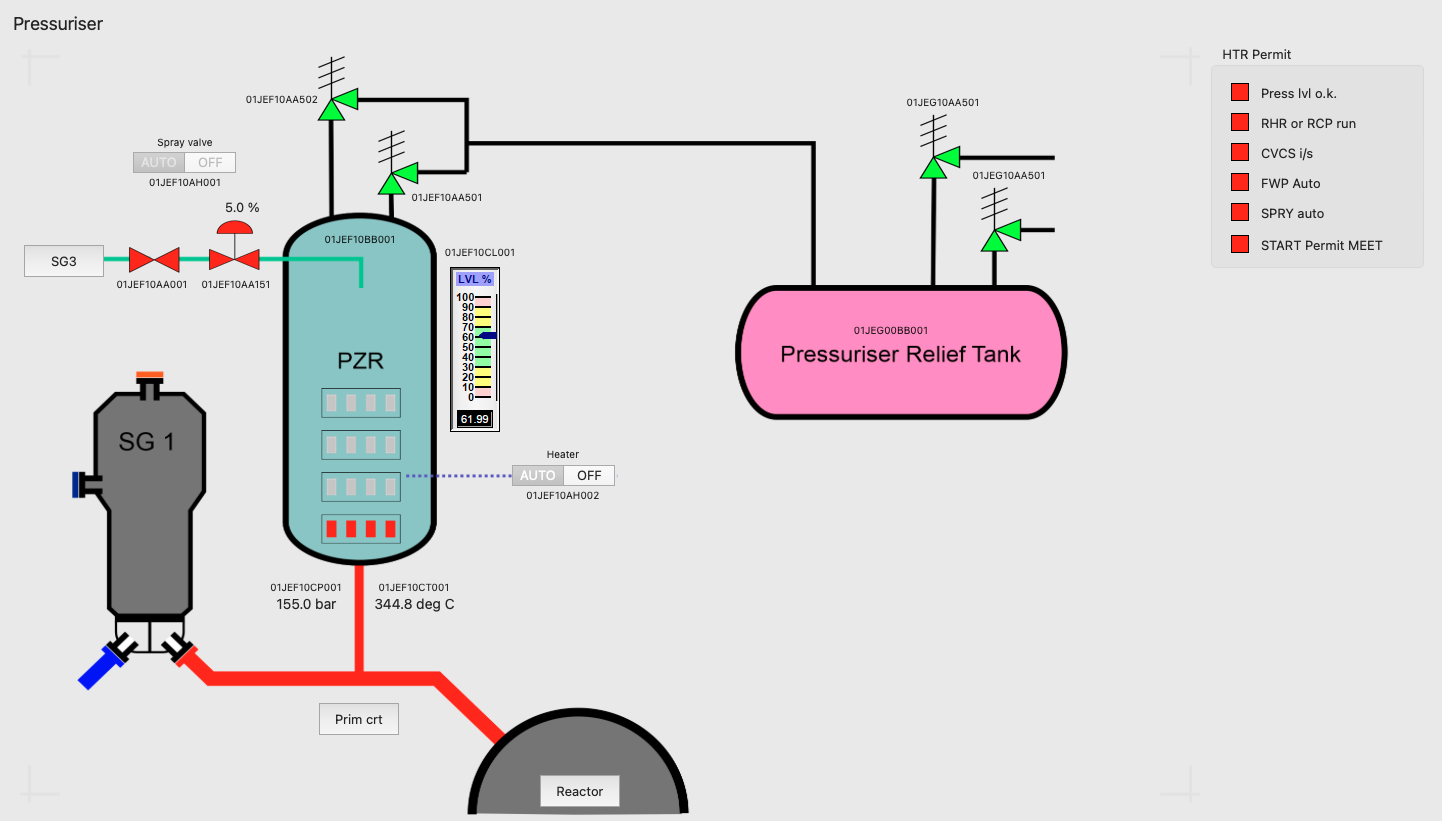 Pressuriser
HTR Permit
Press lvl o.k.
RHR or RCP run
CVCS i/s
FWP Auto
SPRY auto
START Permit MEET
01JEF10AA502
01JEG10AA501
Spray valve
AUTO OFF
01JEF10AH001
01JEG10AA501
01JEF10AA501
5.0 %
01JEF10BB001
01JEF10CL001
SG3
01JEF10AA001
01JEF10AA151
LVL %
100
90
80
70
60
50
40
30
20
10
0
61.99
01JEG00BB001
Pressuriser Relief Tank
PZR
SG 1
Heater
AUTO OFF
01JEF10AH002
01JEF10CP001
155.0 bar
01JEF10CT001
344.8 deg C
Prim crt
Reactor